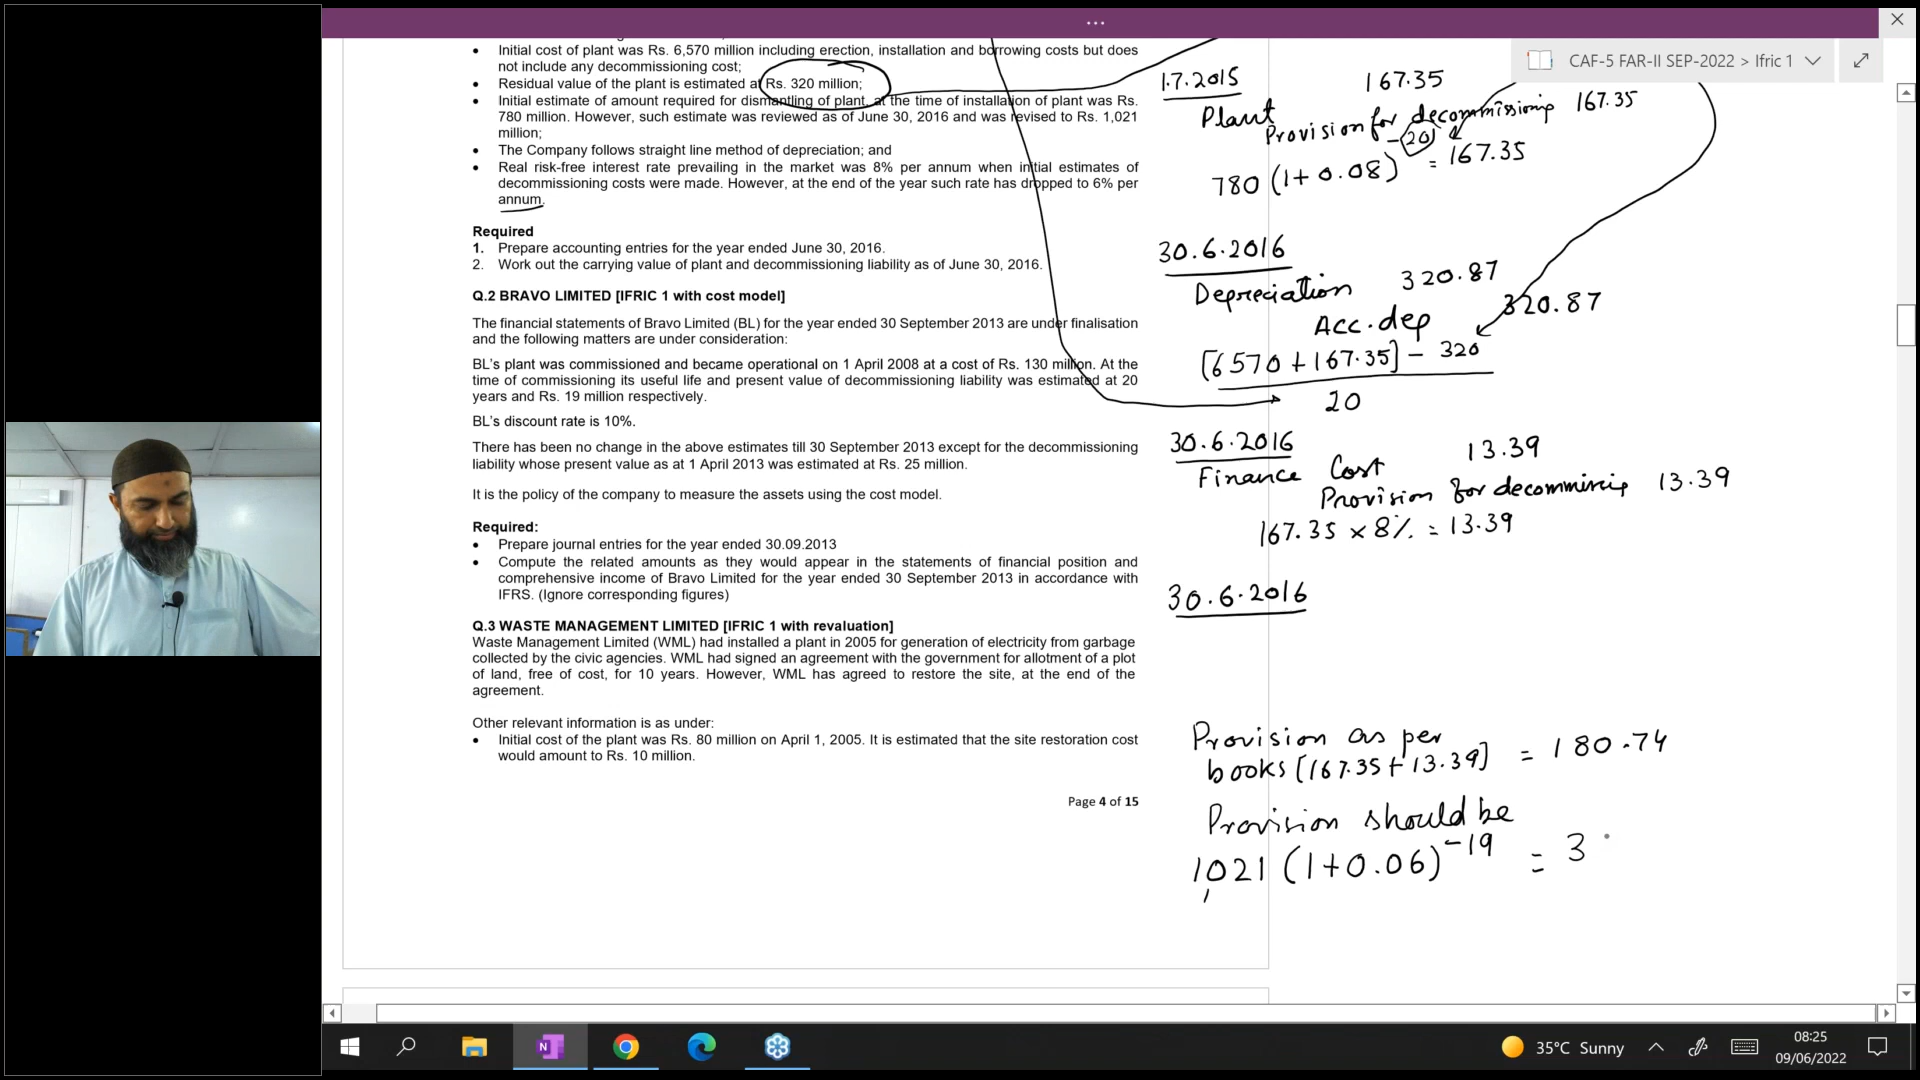 CAF-5 FAR-II SEP-2022 > Ifric 1
• Initial cost of plant was Rs. 6,570 million including erection, installation and borrowing costs but does
not include any decommissioning cost;
• Residual value of the plant is estimated at Rs. 320 million;
• Initial estimate of amount required for dismantling of plant, at the time of installation of plant was Rs.
780 million. However, such estimate was reviewed as of June 30, 2016 and was revised to Rs. 1,021
million;
• The Company follows straight line method of depreciation; and
• Real risk-free interest rate prevailing in the market was 8% per annum when initial estimates of
decommissioning costs were made. However, at the end of the year such rate has dropped to 6% per
annum.
Required
1. Prepare accounting entries for the year ended June 30, 2016.
2. Work out the carrying value of plant and decommissioning liability as of June 30, 2016.
Q.2 BRAVO LIMITED [IFRIC 1 with cost model]
The financial statements of Bravo Limited (BL) for the year ended 30 September 2013 are under finalisation
and the following matters are under consideration:
BL's plant was commissioned and became operational on 1 April 2008 at a cost of Rs. 130 million. At the
time of commissioning its useful life and present value of decommissioning liability was estimated at 20
years and Rs. 19 million respectively.
BL's discount rate is 10%.
There has been no change in the above estimates till 30 September 2013 except for the decommissioning
liability whose present value as at 1 April 2013 was estimated at Rs. 25 million.
It is the policy of the company to measure the assets using the cost model.
Required:
• Prepare journal entries for the year ended 30.09.2013
• Compute the related amounts as they would appear in the statements of financial position and
comprehensive income of Bravo Limited for the year ended 30 September 2013 in accordance with
IFRS. (Ignore corresponding figures)
Q.3 WASTE MANAGEMENT LIMITED [IFRIC 1 with revaluation]
Waste Management Limited (WML) had installed a plant in 2005 for generation of electricity from garbage
collected by the civic agencies. WML had signed an agreement with the government for allotment of a plot
of land, free of cost, for 10 years. However, WML has agreed to restore the site, at the end of the
agreement.
Other relevant information is as under:
• Initial cost of the plant was Rs. 80 million on April 1, 2005. It is estimated that the site restoration cost
would amount to Rs. 10 million.
Page 4 of 15
1.7.2015
Plant 167.35
Provision for decommissioning 167.35
780 (1+0.08)^-20 = 167.35
30.6.2016
Depreciation 320.87
Acc.dep 320.87
[6570 + 167.35] - 320
20
30.6.2016
Finance Cost 13.39
Provision for decommissing 13.39
167.35 x 8% = 13.39
30.6.2016
Provision as per
books [167.35+13.39] = 180.74
Provision should be
1021 (1+0.06)^-19 = 3
35°C Sunny
08:25
09/06/2022